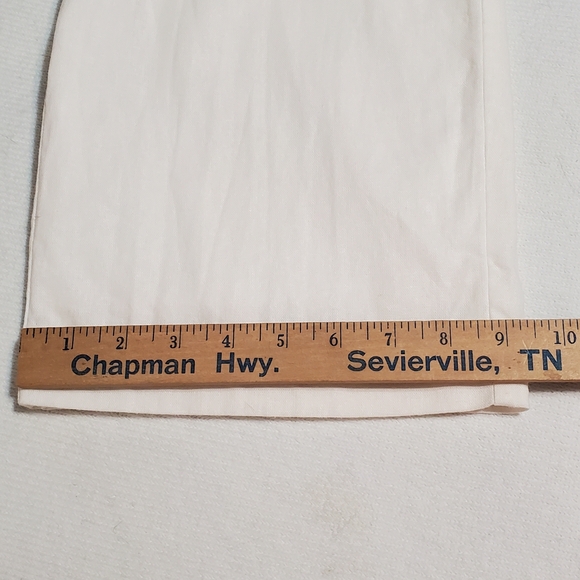 1 2 3 4 5 6 7 8 9 10
Chapman Hwy. Sevierville, TN